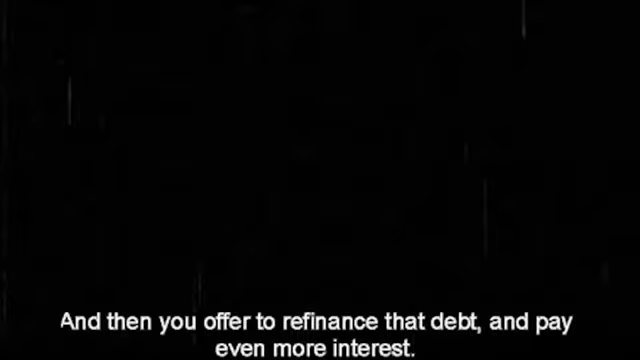 And then you offer to refinance that debt, and pay
even more interest.